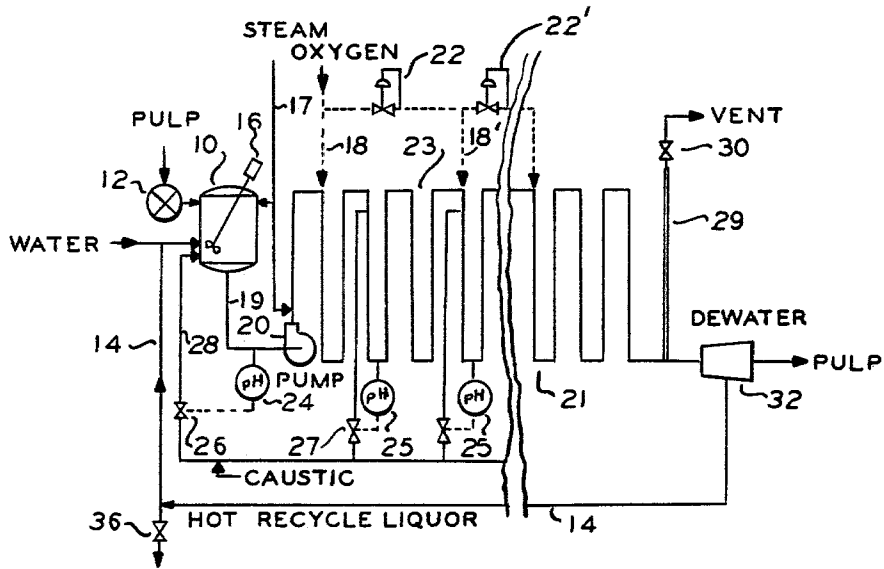 STEAM
OXYGEN
22
22'
17
PULP
16
10
18
18'
23
VENT
30
12
WATER
29
19
20
DEWATER
14
28
pH
PUMP
24
pH
pH
21
PULP
32
26
27
25
25
CAUSTIC
36
HOT RECYCLE LIQUOR
14